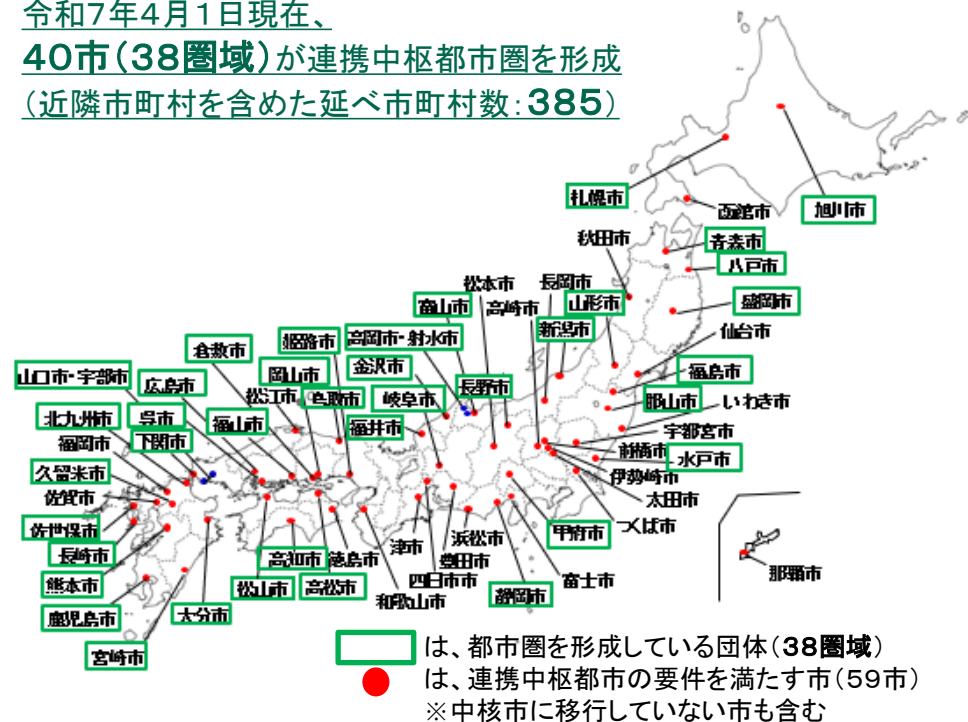 令和7年4月1日現在、
40市(38圏域)が連携中枢都市圏を形成
(近隣市町村を含めた延べ市町村数:385)
札幌市
函館市
旭川市
秋田市
青森市
八戸市
松本市
長岡市
富山市
高崎市
山形市
盛岡市
新潟市
仙台市
姫路市
高岡市・射水市
倉敷市
金沢市
福島市
山口市・宇部市
広島市
岡山市
松江市
鳥取市
岐阜市
長野市
郡山市
いわき市
北九州市
呉市
福山市
福井市
宇都宮市
福岡市
下関市
前橋市
水戸市
久留米市
伊勢崎市
佐賀市
太田市
佐世保市
つくば市
長崎市
高知市
徳島市
津市
浜松市
甲府市
豊田市
熊本市
松山市
高松市
四日市市
富士市
那覇市
和歌山市
静岡市
鹿児島市
大分市
宮崎市
は、都市圏を形成している団体(38圏域)
は、連携中枢都市の要件を満たす市(59市)
※中核市に移行していない市も含む